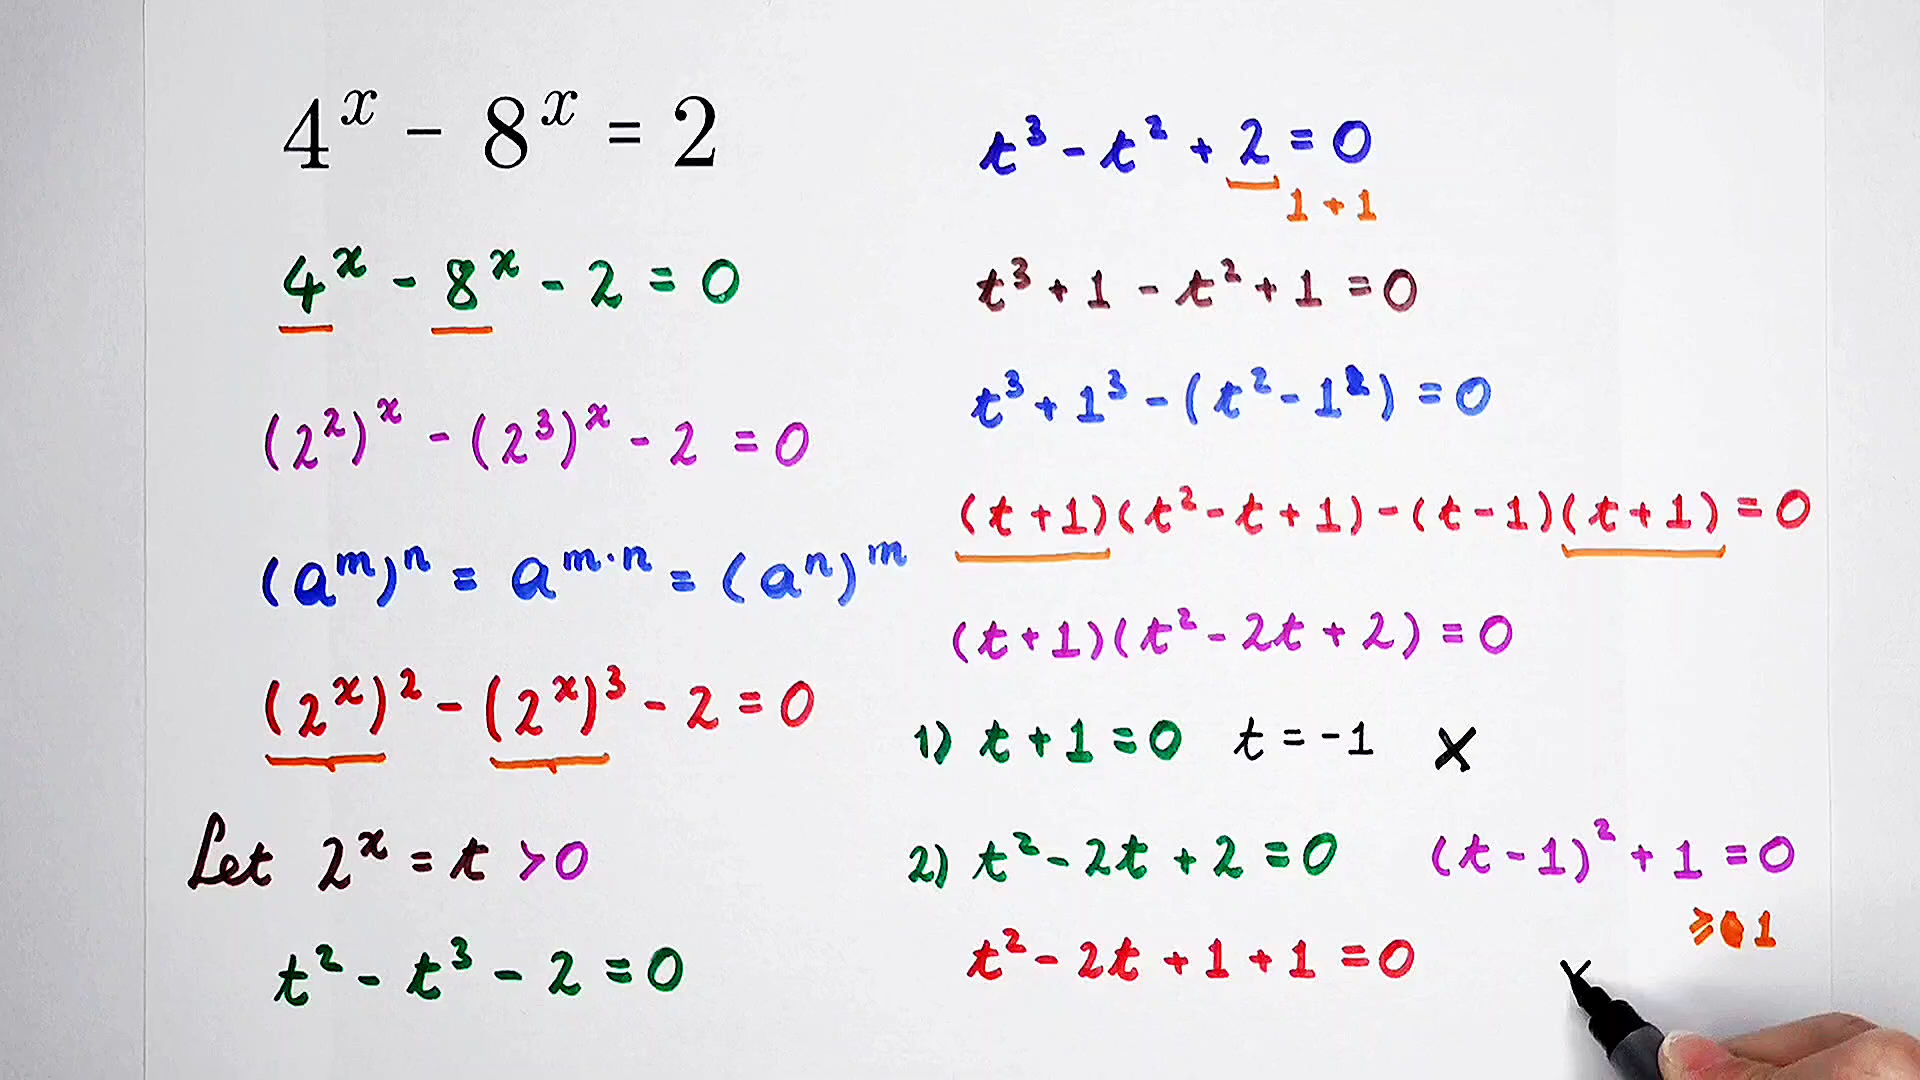 4^x - 8^x = 2
4^x - 8^x - 2 = 0
(2^2)^x - (2^3)^x - 2 = 0
(a^m)^n = a^{m·n} = (a^n)^m
(2^x)^2 - (2^x)^3 - 2 = 0
Let 2^x = t > 0
t^2 - t^3 - 2 = 0
t^3 - t^2 + 2 = 0
1 + 1
t^3 + 1 - t^2 + 1 = 0
t^3 + 1^3 - (t^2 - 1^2) = 0
(t + 1)(t^2 - t + 1) - (t - 1)(t + 1) = 0
(t + 1)(t^2 - 2t + 2) = 0
1) t + 1 = 0 t = -1 X
2) t^2 - 2t + 2 = 0 (t - 1)^2 + 1 = 0
≥ 1
t^2 - 2t + 1 + 1 = 0